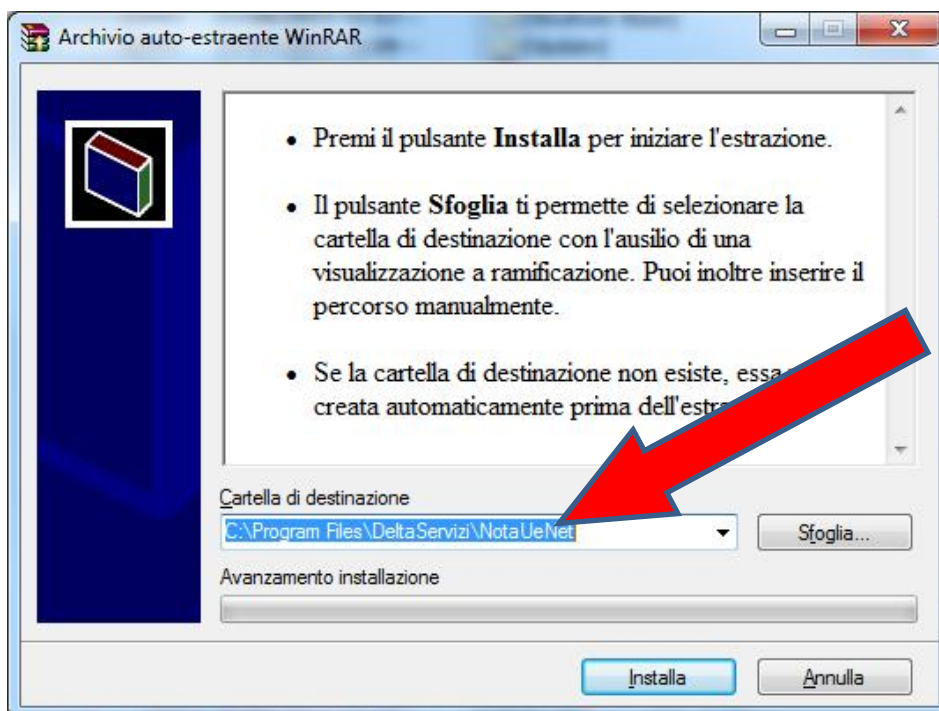 Archivio auto-estraente WinRAR
• Premi il pulsante Installa per iniziare l'estrazione.
• Il pulsante Sfoglia ti permette di selezionare la
cartella di destinazione con l'ausilio di una
visualizzazione a ramificazione. Puoi inoltre inserire il
percorso manualmente.
• Se la cartella di destinazione non esiste, essa
creata automaticamente prima
Cartella di destinazione
C:\Program Files\DeltaServizi\NotaUeNet
Sfoglia...
Avanzamento installazione
Installa
Annulla